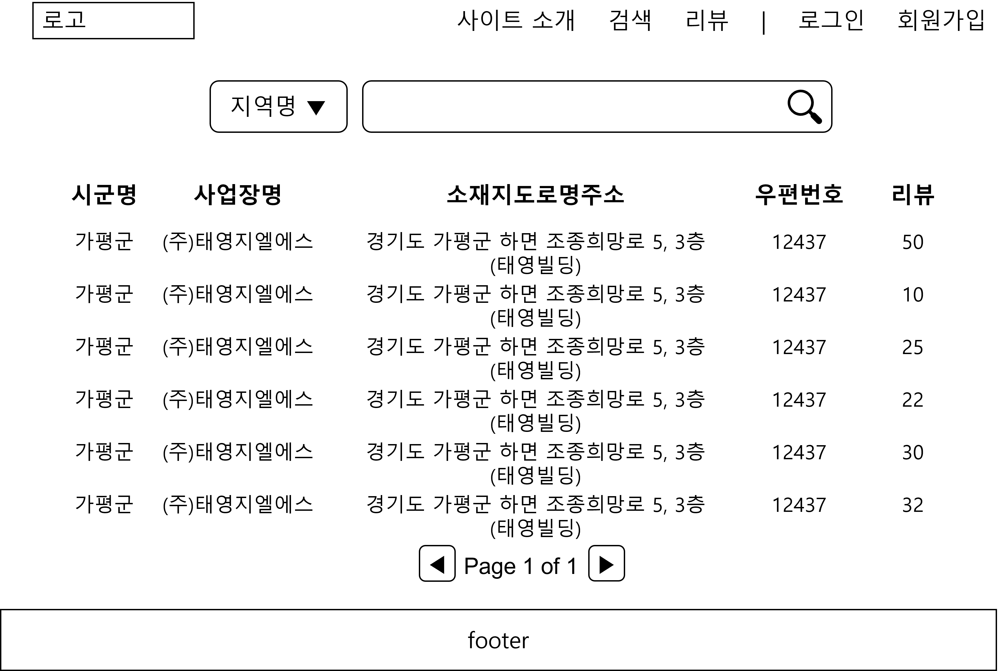 로고
사이트 소개 검색 리뷰 | 로그인 회원가입
지역명 ▼
시군명 사업장명 소재지도로명주소 우편번호 리뷰
가평군 (주)태영지엘에스 경기도 가평군 하면 조종희망로 5, 3층 12437 50
(태영빌딩)
가평군 (주)태영지엘에스 경기도 가평군 하면 조종희망로 5, 3층 12437 10
(태영빌딩)
가평군 (주)태영지엘에스 경기도 가평군 하면 조종희망로 5, 3층 12437 25
(태영빌딩)
가평군 (주)태영지엘에스 경기도 가평군 하면 조종희망로 5, 3층 12437 22
(태영빌딩)
가평군 (주)태영지엘에스 경기도 가평군 하면 조종희망로 5, 3층 12437 30
(태영빌딩)
가평군 (주)태영지엘에스 경기도 가평군 하면 조종희망로 5, 3층 12437 32
(태영빌딩)
◀ Page 1 of 1 ▶
footer